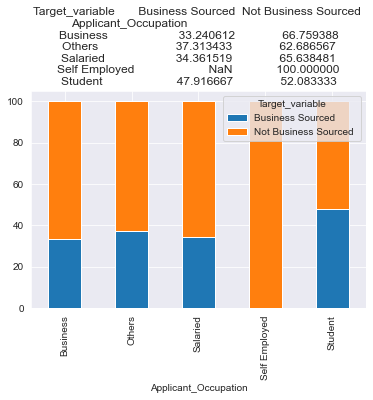 Target_variable Business Sourced Not Business Sourced
Applicant_Occupation
Business 33.240612 66.759388
Others 37.313433 62.686567
Salaried 34.361519 65.638481
Self Employed NaN 100.000000
Student 47.916667 52.083333
Target_variable
Business Sourced
Not Business Sourced
100
80
60
40
20
0
Business
Others
Salaried
Self Employed
Student
Applicant_Occupation